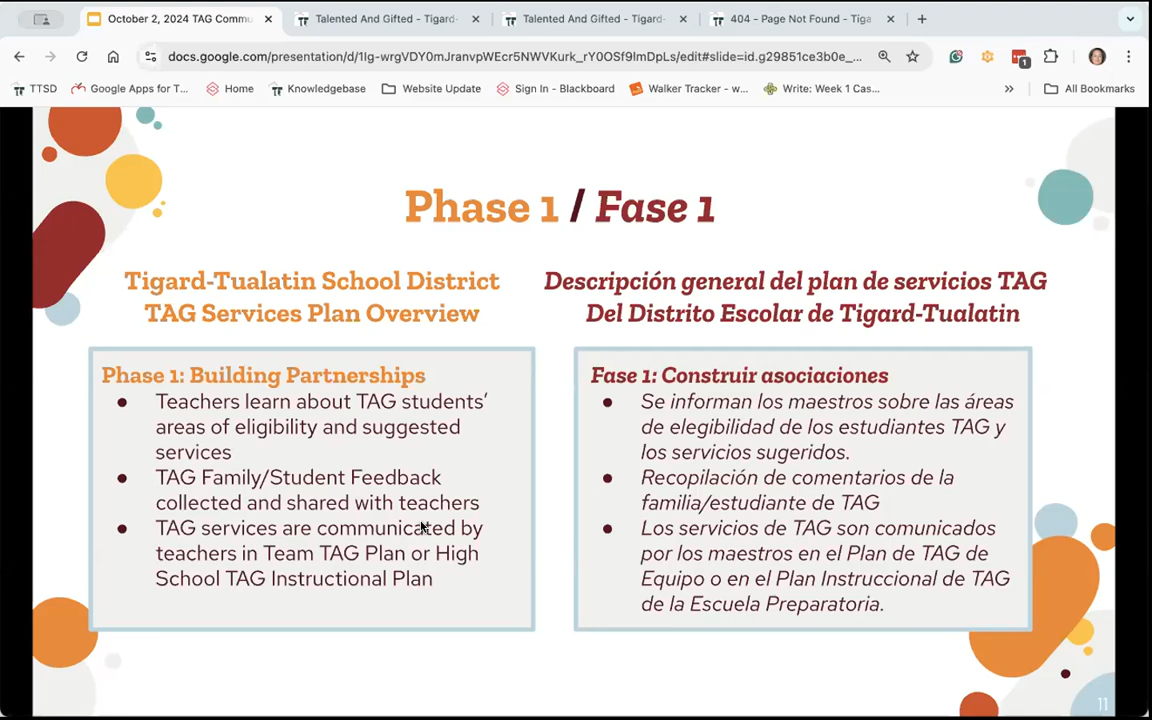 October 2, 2024 TAG Commu
Talented And Gifted - Tigard-
Talented And Gifted - Tigard-
404 - Page Not Found - Tiga
docs.google.com/presentation/d/1Ig-wrgVDY0mJranvpWEcr5NWVKurk_rY0OSf9ImDpLs/edit#slide=id.g29851ce3b0e_...
1
TTSD
Google Apps for T...
Home
Knowledgebase
Website Update
Sign In - Blackboard
Walker Tracker - w...
Write: Week 1 Cas...
All Bookmarks
Phase 1 / Fase 1
Tigard-Tualatin School District
TAG Services Plan Overview
Phase 1: Building Partnerships
Teachers learn about TAG students'
areas of eligibility and suggested
services
TAG Family/Student Feedback
collected and shared with teachers
TAG services are communicated by
teachers in Team TAG Plan or High
School TAG Instructional Plan
Descripción general del plan de servicios TAG
Del Distrito Escolar de Tigard-Tualatin
Fase 1: Construir asociaciones
Se informan los maestros sobre las áreas
de elegibilidad de los estudiantes TAG y
los servicios sugeridos.
Recopilación de comentarios de la
familia/estudiante de TAG
Los servicios de TAG son comunicados
por los maestros en el Plan de TAG de
Equipo o en el Plan Instruccional de TAG
de la Escuela Preparatoria.
11